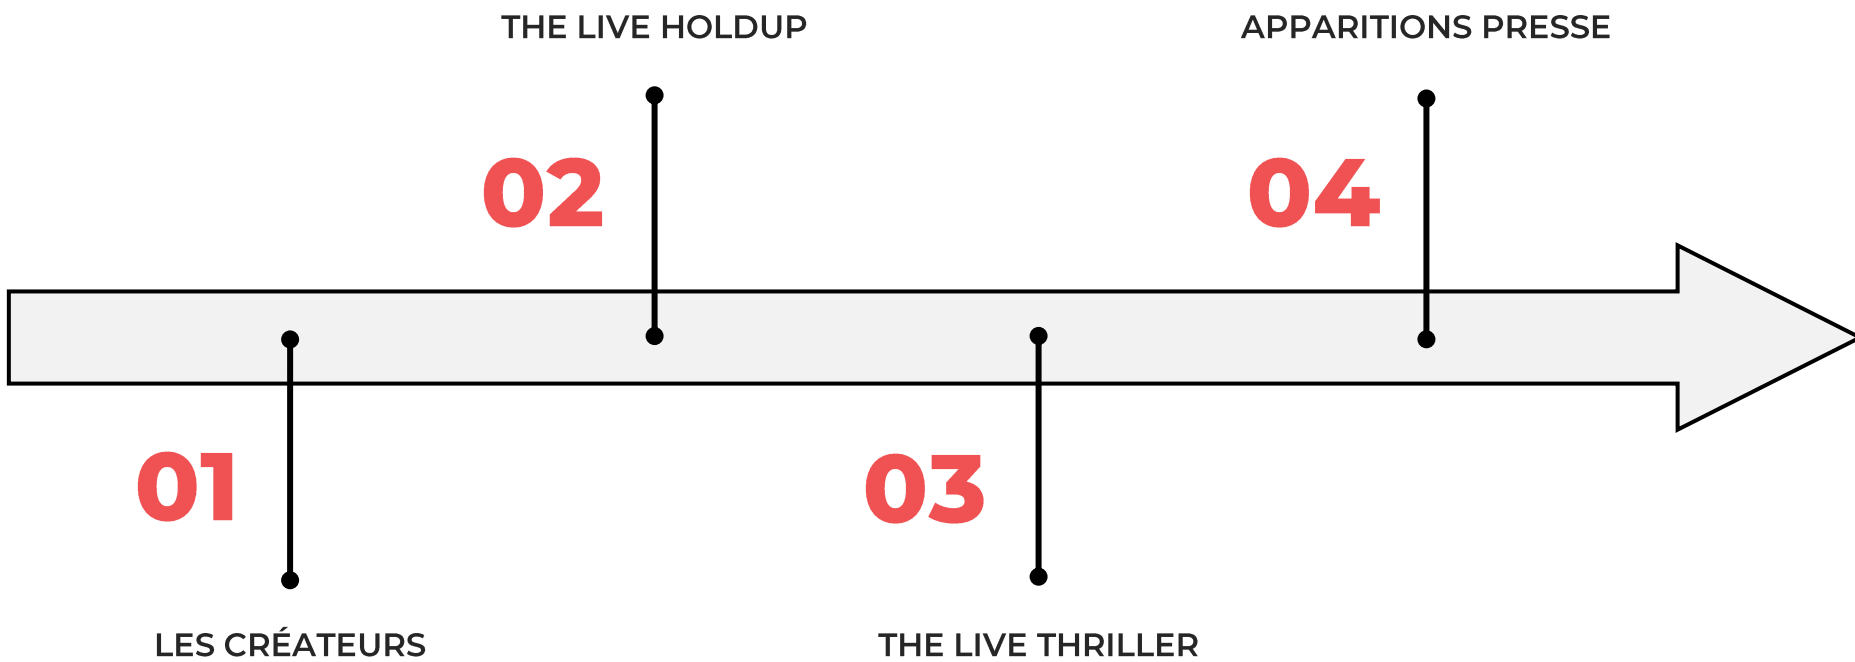 THE LIVE HOLDUP
APPARITIONS PRESSE
02
04
01
03
LES CRÉATEURS
THE LIVE THRILLER